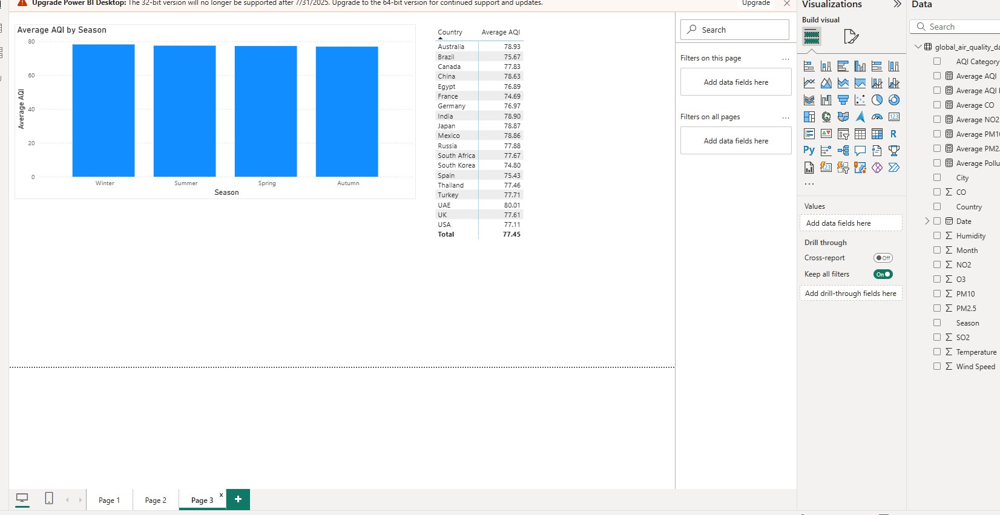 Upgrade Power BI Desktop: The 32-bit version will no longer be supported after 7/31/2025. Upgrade to the 64-bit version for continued support and updates.
Upgrade
Average AQI by Season
80
60
40
20
0
Average AQI
Winter
Summer
Spring
Autumn
Season
Country Average AQI
Australia 78.93
Brazil 75.67
Canada 77.83
China 78.63
Egypt 76.89
France 74.69
Germany 76.97
India 78.90
Japan 78.87
Mexico 78.86
Russia 77.88
South Africa 77.67
South Korea 74.80
Spain 75.43
Thailand 77.46
Turkey 77.71
UAE 80.01
UK 77.61
USA 77.11
Total 77.45
Search
Filters on this page ...
Add data fields here
Filters on all pages ...
Add data fields here
Visualizations
Build visual
123
R
Py
123
...
Values
Add data fields here
Drill through
Cross-report Off
Keep all filters On
Add drill-through fields here
Data
Search
global_air_quality_da
AQI Category
Average AQI
Average AQI
Average CO
Average NO2
Average PM1
Average PM2.
Average Pollu
City
CO
Country
Date
Humidity
Month
NO2
O3
PM10
PM2.5
Season
SO2
Temperature
Wind Speed
Page 1
Page 2
Page 3 x
+